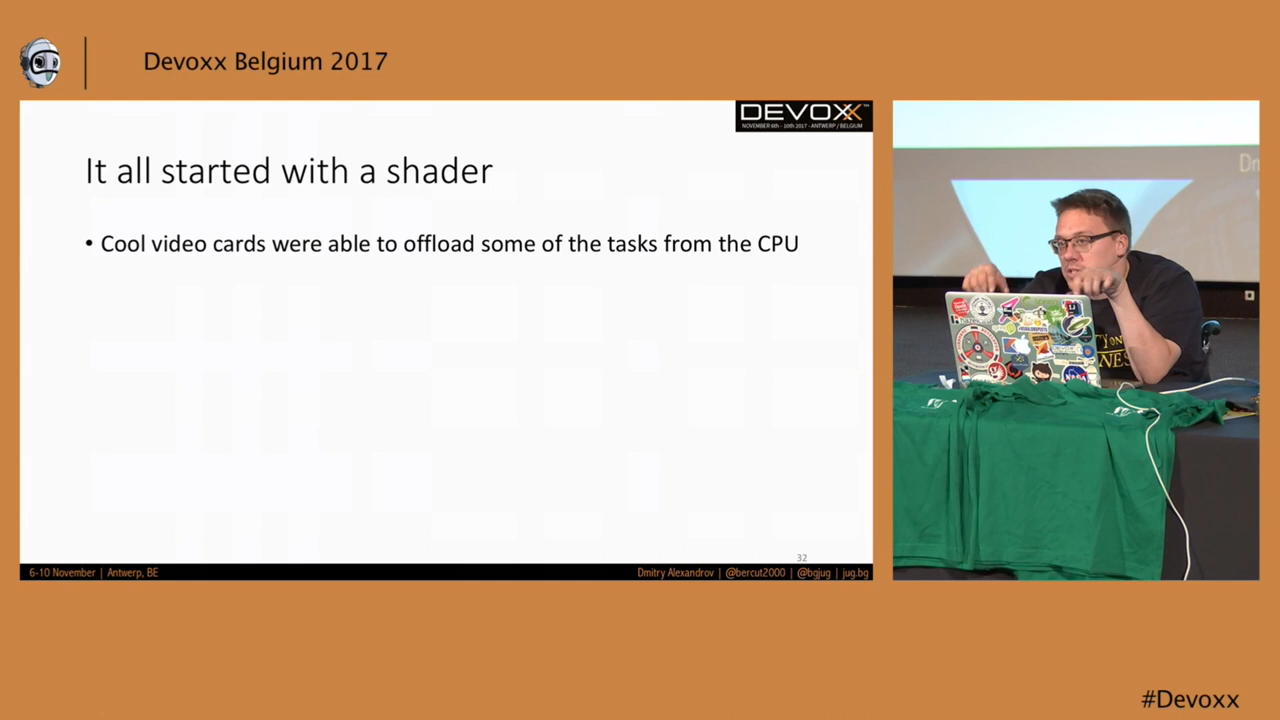 Devoxx Belgium 2017
DEVOXX™
NOVEMBER 6th - 10th 2017 - ANTWERP / BELGIUM
It all started with a shader
• Cool video cards were able to offload some of the tasks from the CPU
32
6-10 November | Antwerp, BE
Dmitry Alexandrov | @bercut2000 | @bgjug | jug.bg
#Devoxx